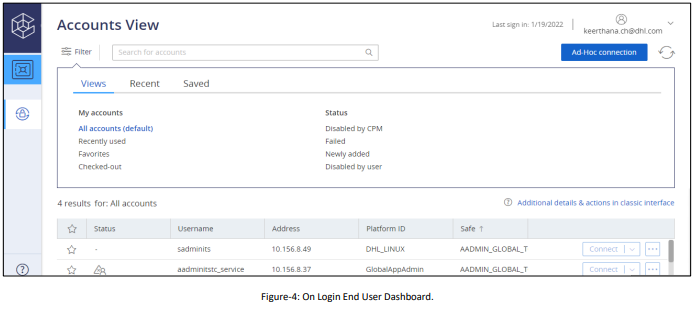 Accounts View
Last sign in: 1/19/2022
keerthana.ch@dhl.com
Filter
Search for accounts
Ad-Hoc connection
Views Recent Saved
My accounts Status
All accounts (default) Disabled by CPM
Recently used Failed
Favorites Newly added
Checked-out Disabled by user
4 results for: All accounts
? Additional details & actions in classic interface
Status Username Address Platform ID Safe ↑
- sadminits 10.156.8.49 DHL_LINUX AADMIN_GLOBAL_T Connect ...
aadminitstc_service 10.156.8.37 GlobalAppAdmin AADMIN_GLOBAL_T Connect ...
?
Figure-4: On Login End User Dashboard.